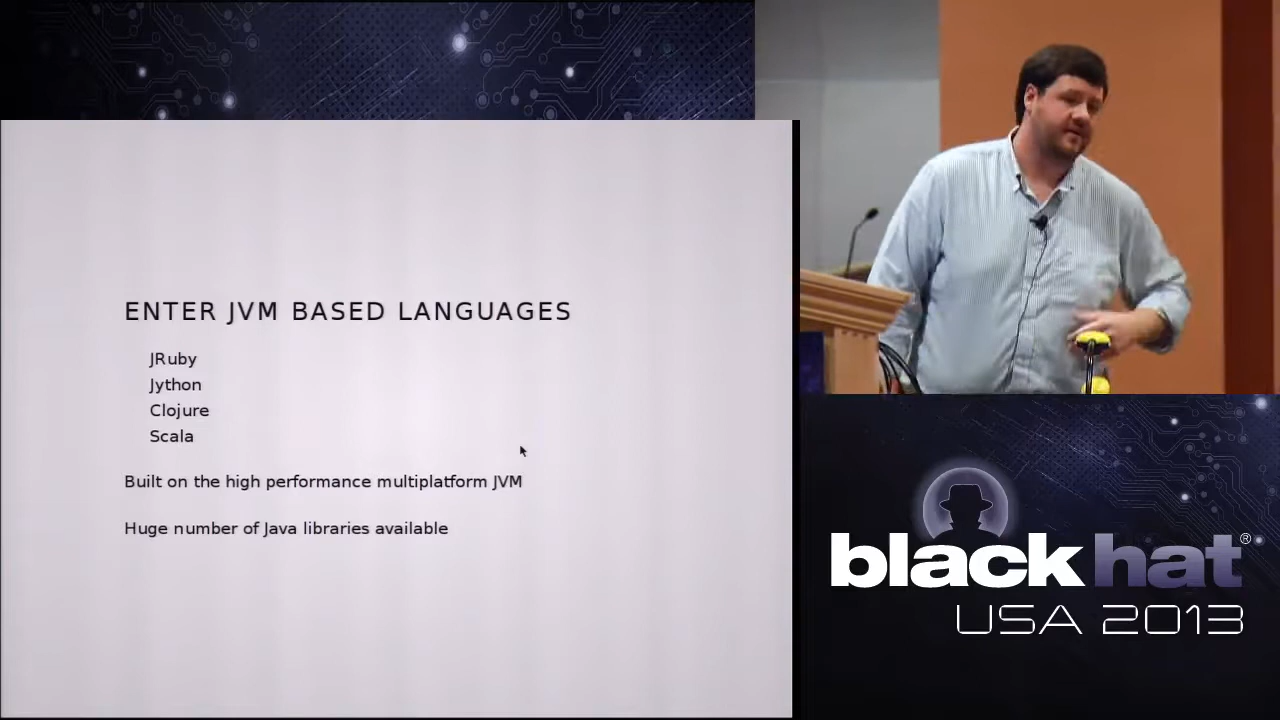 ENTER JVM BASED LANGUAGES
JRuby
Jython
Clojure
Scala
Built on the high performance multiplatform JVM
Huge number of Java libraries available
black hat®
USA 2013